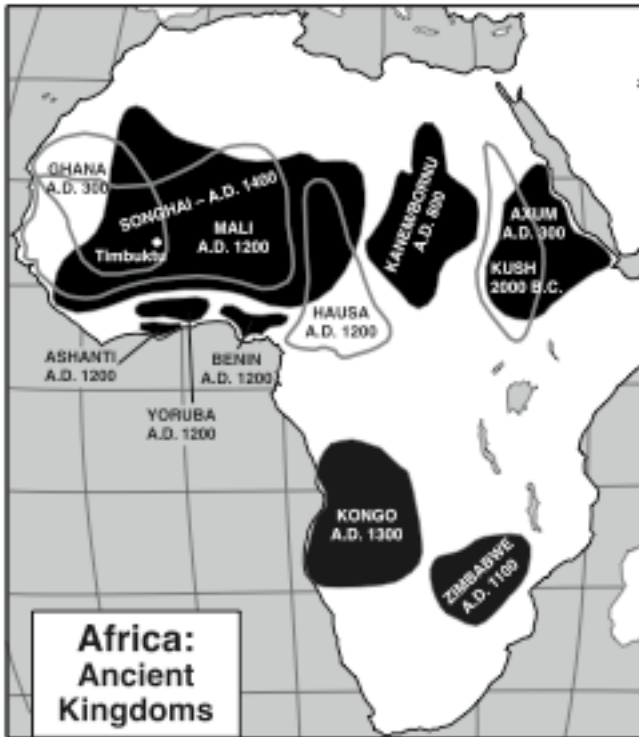 GHANA
A.D. 300
SONGHAI – A.D. 1400
MALI
A.D. 1200
Timbuktu
KANEM/BORNU
A.D. 800
AXUM
A.D. 300
KUSH
2000 B.C.
HAUSA
A.D. 1200
ASHANTI
A.D. 1200
BENIN
A.D. 1200
YORUBA
A.D. 1200
KONGO
A.D. 1300
ZIMBABWE
A.D. 1100
Africa:
Ancient
Kingdoms